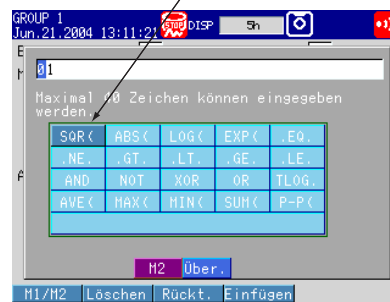 GROUP 1
Jun.21.2004 13:11:21 STOP DISP 5h
01
Maximal 40 Zeichen können eingegeben
werden.
SQR( ABS( LOG( EXP( .EQ.
.NE. .GT. .LT. .GE. .LE.
AND NOT XOR OR TLOG.
AVE( MAX( MIN( SUM( P-P(
M2 Über.
M1/M2 Löschen Rückt. Einfügen